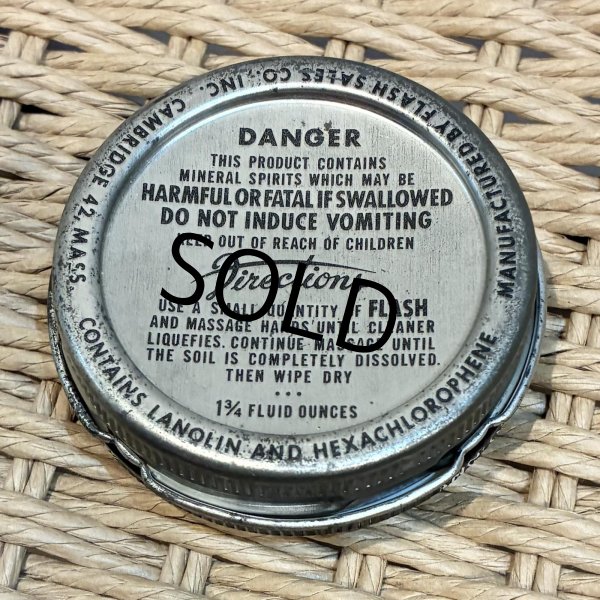 DANGER
THIS PRODUCT CONTAINS
MINERAL SPIRITS WHICH MAY BE
HARMFUL OR FATAL IF SWALLOWED
DO NOT INDUCE VOMITING
KEEP OUT OF REACH OF CHILDREN
Directions
USE A SMALL QUANTITY OF FLASH
AND MASSAGE HANDS UNTIL CLEANER
LIQUEFIES. CONTINUE MASSAGE UNTIL
THE SOIL IS COMPLETELY DISSOLVED.
THEN WIPE DRY
...
1¾ FLUID OUNCES
CONTAINS LANOLIN AND HEXACHLOROPHENE
MANUFACTURED BY FLASH SALES CO. INC. CAMBRIDGE 42, MASS.
SOLD